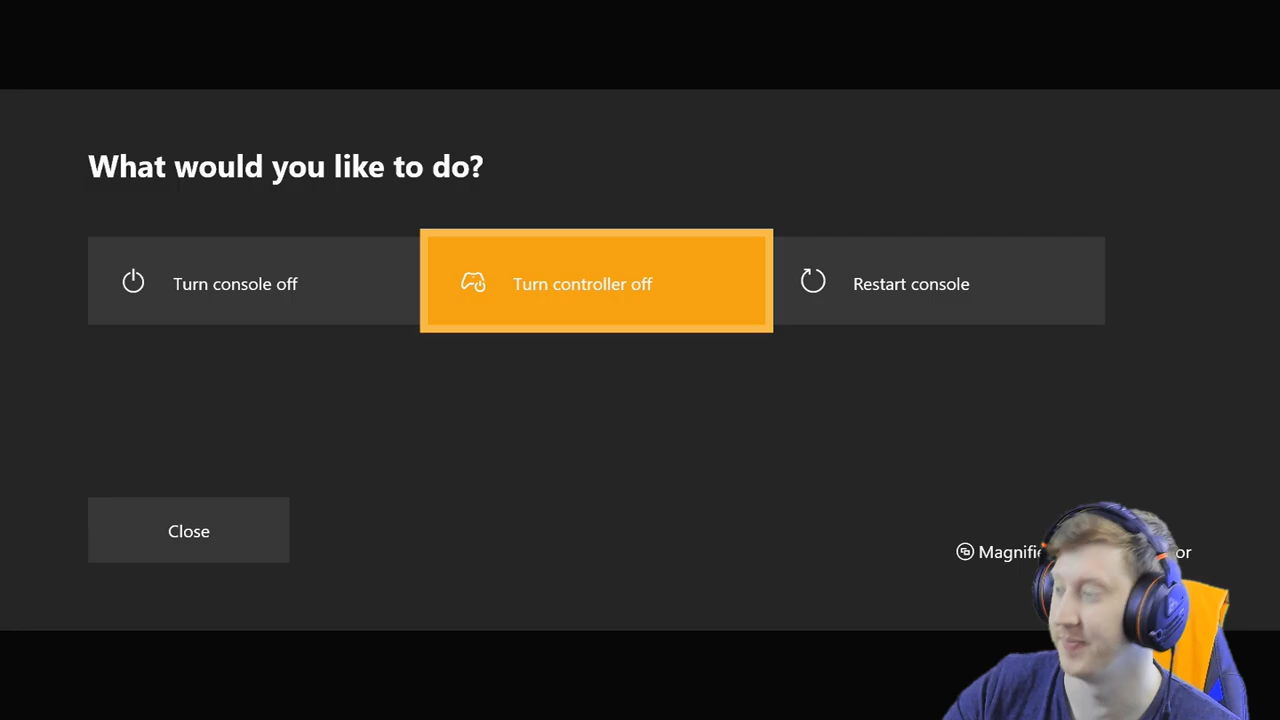 What would you like to do?
Turn console off
Turn controller off
Restart console
Close